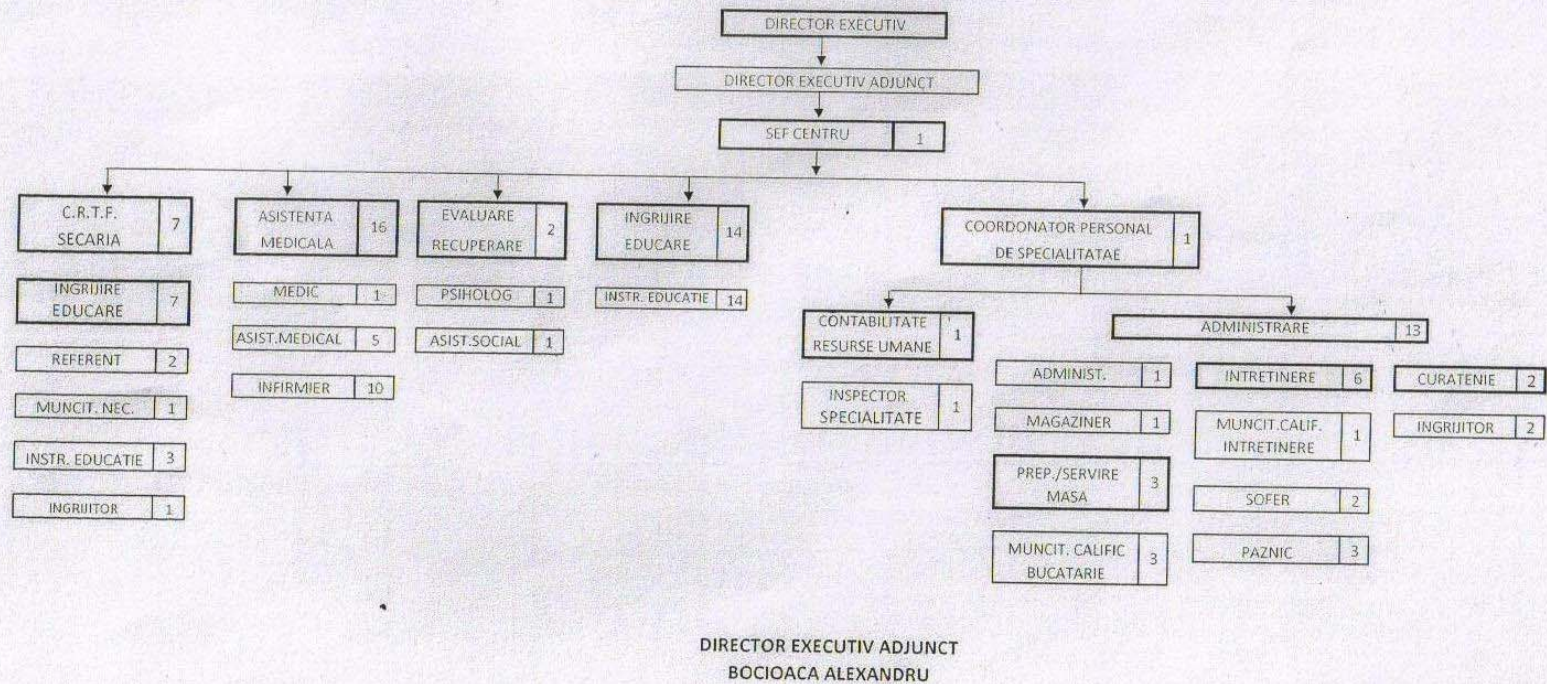 DIRECTOR EXECUTIV
DIRECTOR EXECUTIV ADJUNCT
SEF CENTRU 1
C.R.T.F.
SECARIA 7
INGRIJIRE
EDUCARE 7
REFERENT 2
MUNCIT. NEC. 1
INSTR. EDUCATIE 3
INGRIJITOR 1
ASISTENTA
MEDICALA 16
MEDIC 1
ASIST.MEDICAL 5
INFIRMIER 10
EVALUARE
RECUPERARE 2
PSIHOLOG 1
ASIST.SOCIAL 1
INGRIJIRE
EDUCARE 14
INSTR. EDUCATIE 14
COORDONATOR PERSONAL
DE SPECIALITATAE 1
CONTABILITATE
RESURSE UMANE 1
INSPECTOR
SPECIALITATE 1
ADMINISTRARE 13
ADMINIST. 1
MAGAZINER 1
PREP./SERVIRE
MASA 3
MUNCIT. CALIFIC
BUCATARIE 3
INTRETINERE 6
MUNCIT.CALIF.
INTRETINERE 1
SOFER 2
PAZNIC 3
CURATENIE 2
INGRIJITOR 2
DIRECTOR EXECUTIV ADJUNCT
BOCIOACA ALEXANDRU